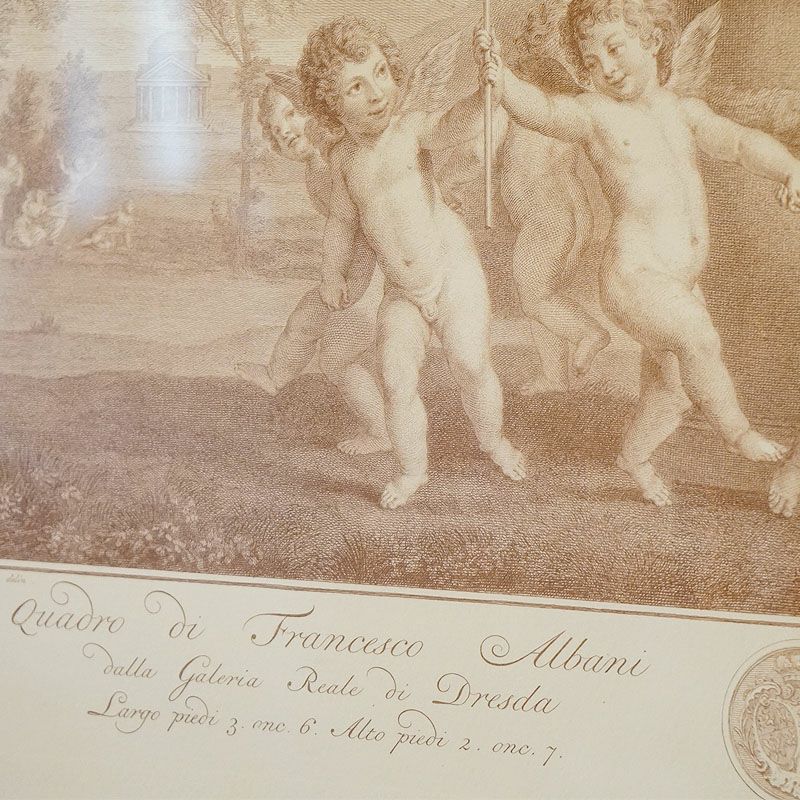 delin
Quadro di Francesco Albani
dalla Galeria Reale di Dresda
Largo piedi 3. onc. 6. Alto piedi 2. onc. 7.